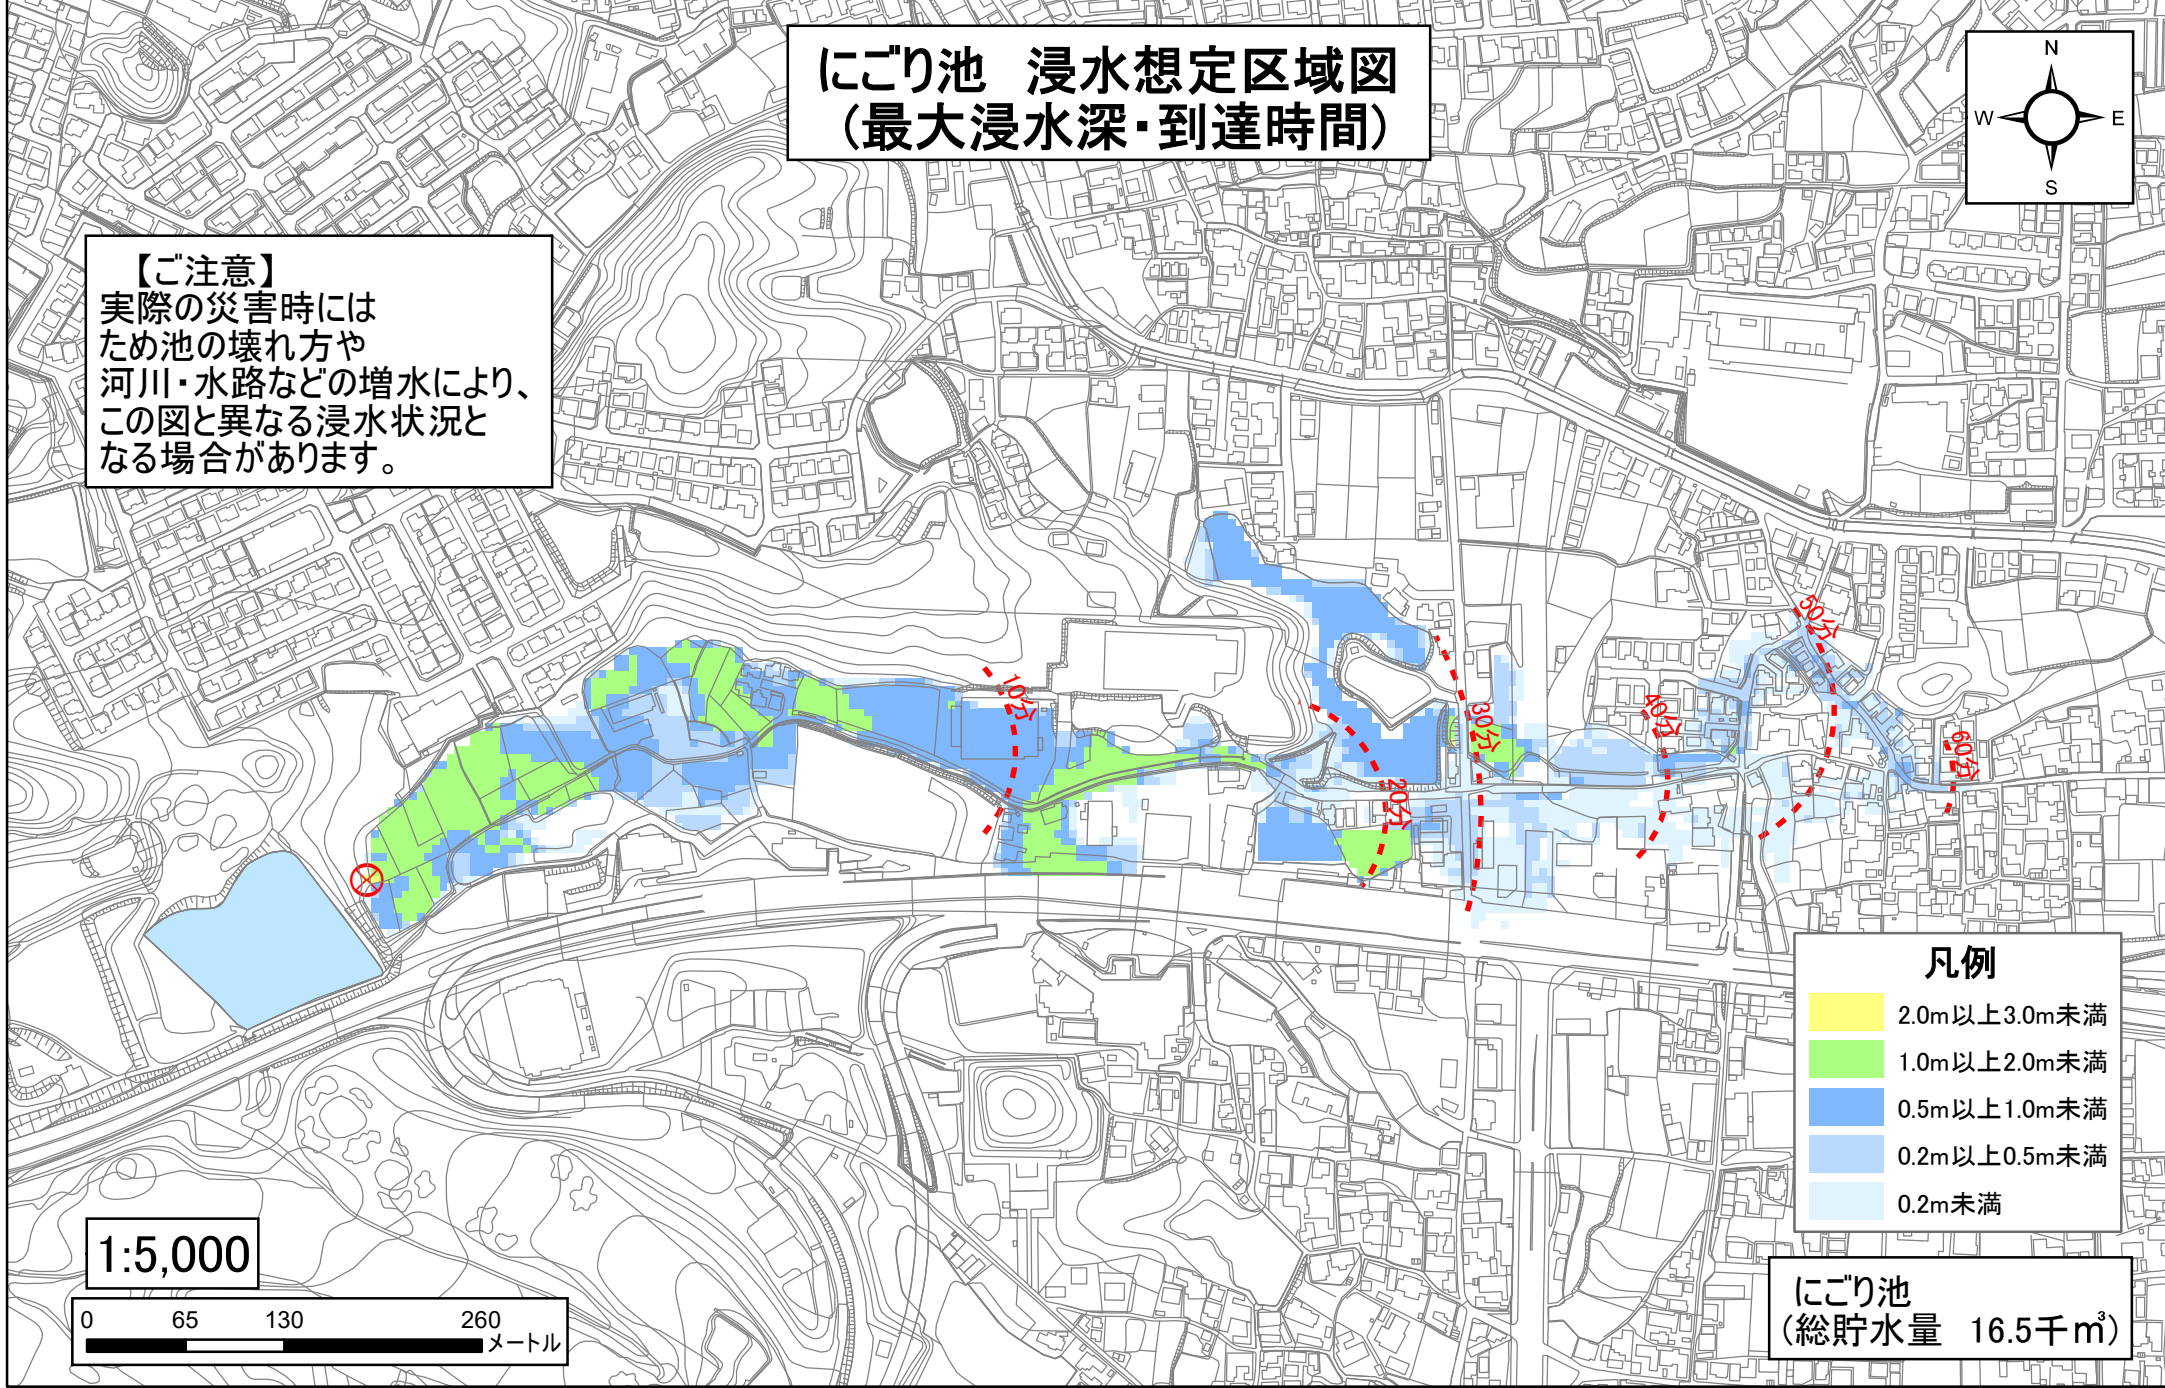 にごり池　浸水想定区域図
（最大浸水深・到達時間）
N
W
E
S
【ご注意】
実際の災害時には
ため池の壊れ方や
河川・水路などの増水により、
この図と異なる浸水状況と
なる場合があります。
10分
20分
30分
40分
50分
60分
凡例
2.0m以上3.0m未満
1.0m以上2.0m未満
0.5m以上1.0m未満
0.2m以上0.5m未満
0.2m未満
1:5,000
0 65 130 260
メートル
にごり池
（総貯水量　16.5千㎥）